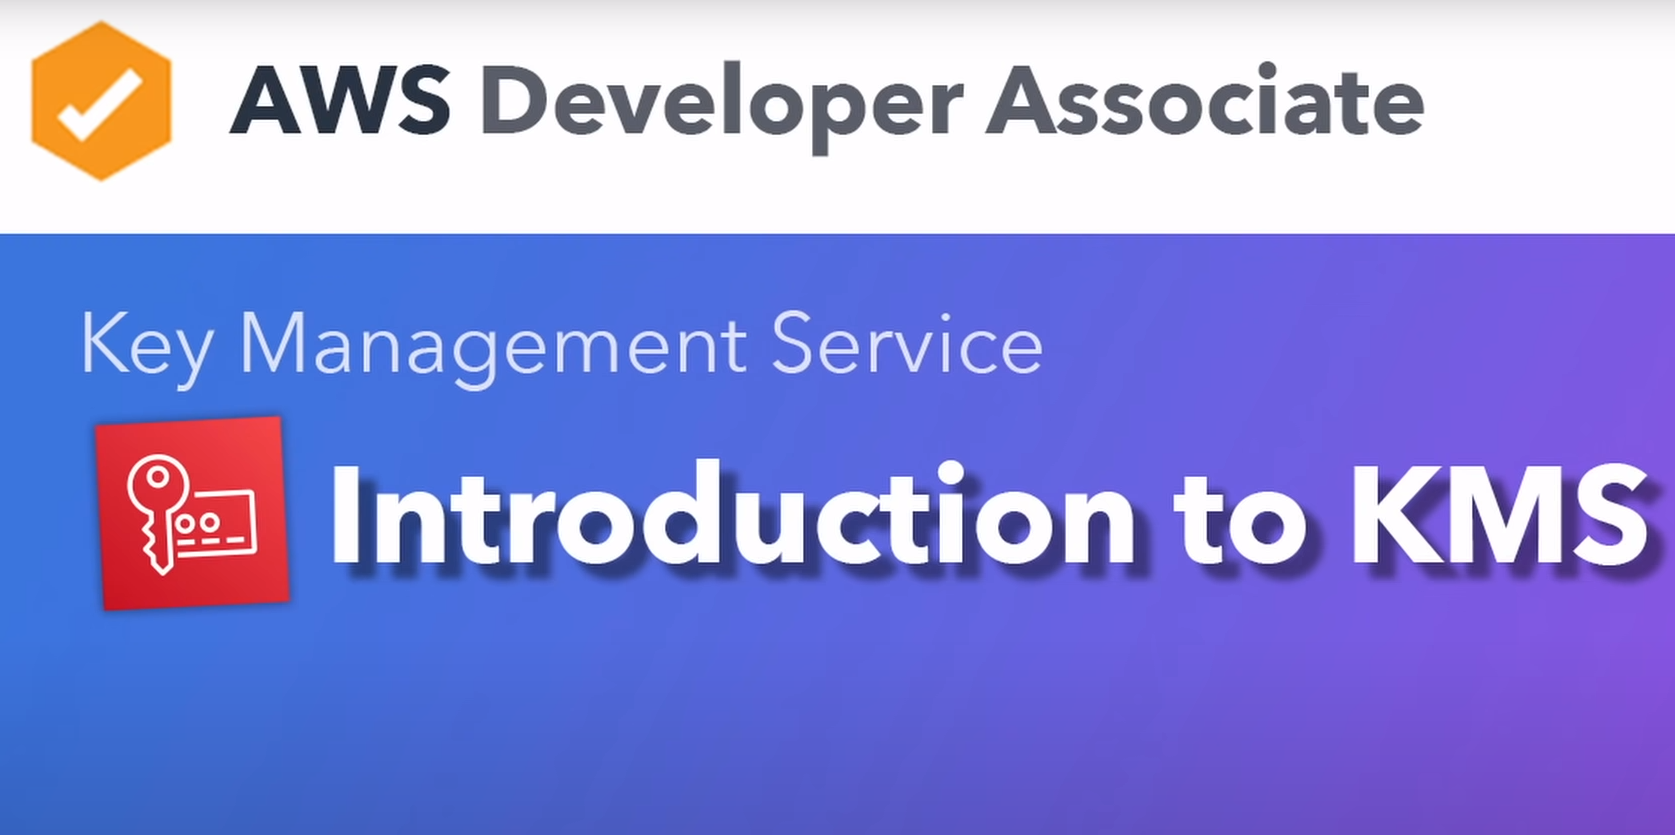 AWS Developer Associate
Key Management Service
Introduction to KMS